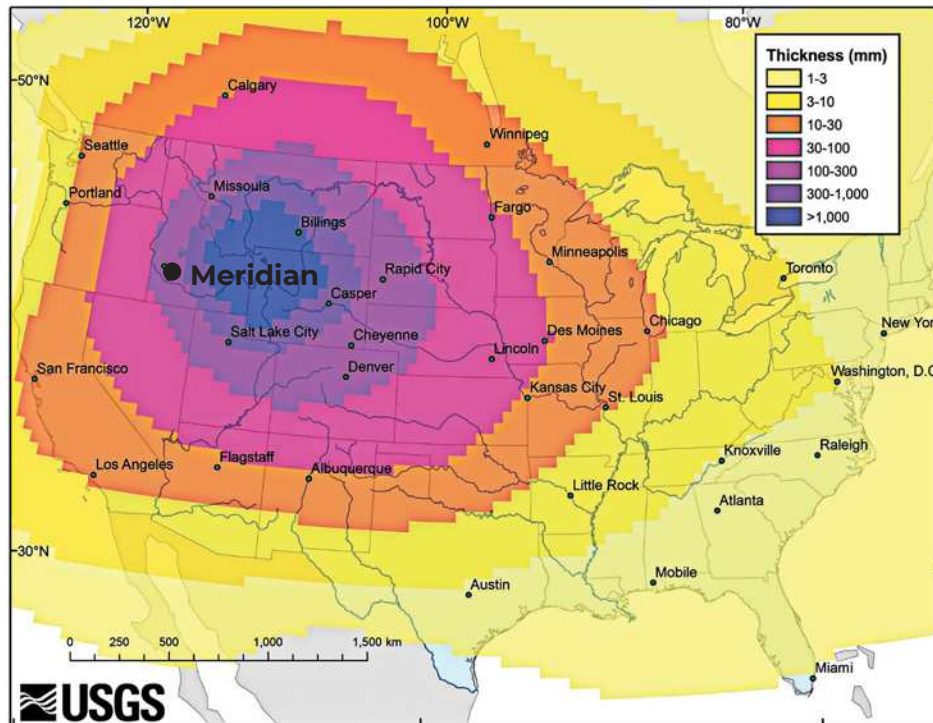 120°W
100°W
80°W
50°N
30°N
Thickness (mm)
1-3
3-10
10-30
30-100
100-300
300-1,000
>1,000
Calgary
Winnipeg
Seattle
Portland
Missoula
Billings
Fargo
Minneapolis
Toronto
Meridian
Rapid City
Casper
Salt Lake City
Cheyenne
Des Moines
Chicago
New York
Lincoln
San Francisco
Denver
Washington, D.C
Kansas City
St. Louis
Los Angeles
Flagstaff
Albuquerque
Knoxville
Raleigh
Little Rock
Atlanta
Austin
Mobile
Miami
0 250 500 1,000 1,500 km
USGS